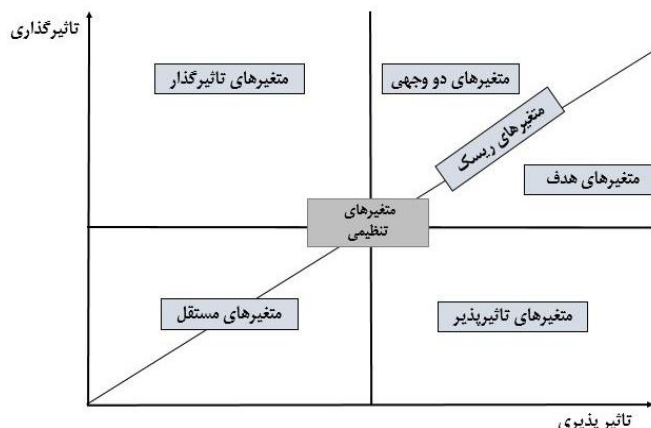 تاثیرگذاری
متغیرهای تاثیرگذار
متغیرهای دو وجهی
متغیرهای ریسک
متغیرهای هدف
متغیرهای
تنظیمی
متغیرهای مستقل
متغیرهای تاثیرپذیر
تاثیر پذیری